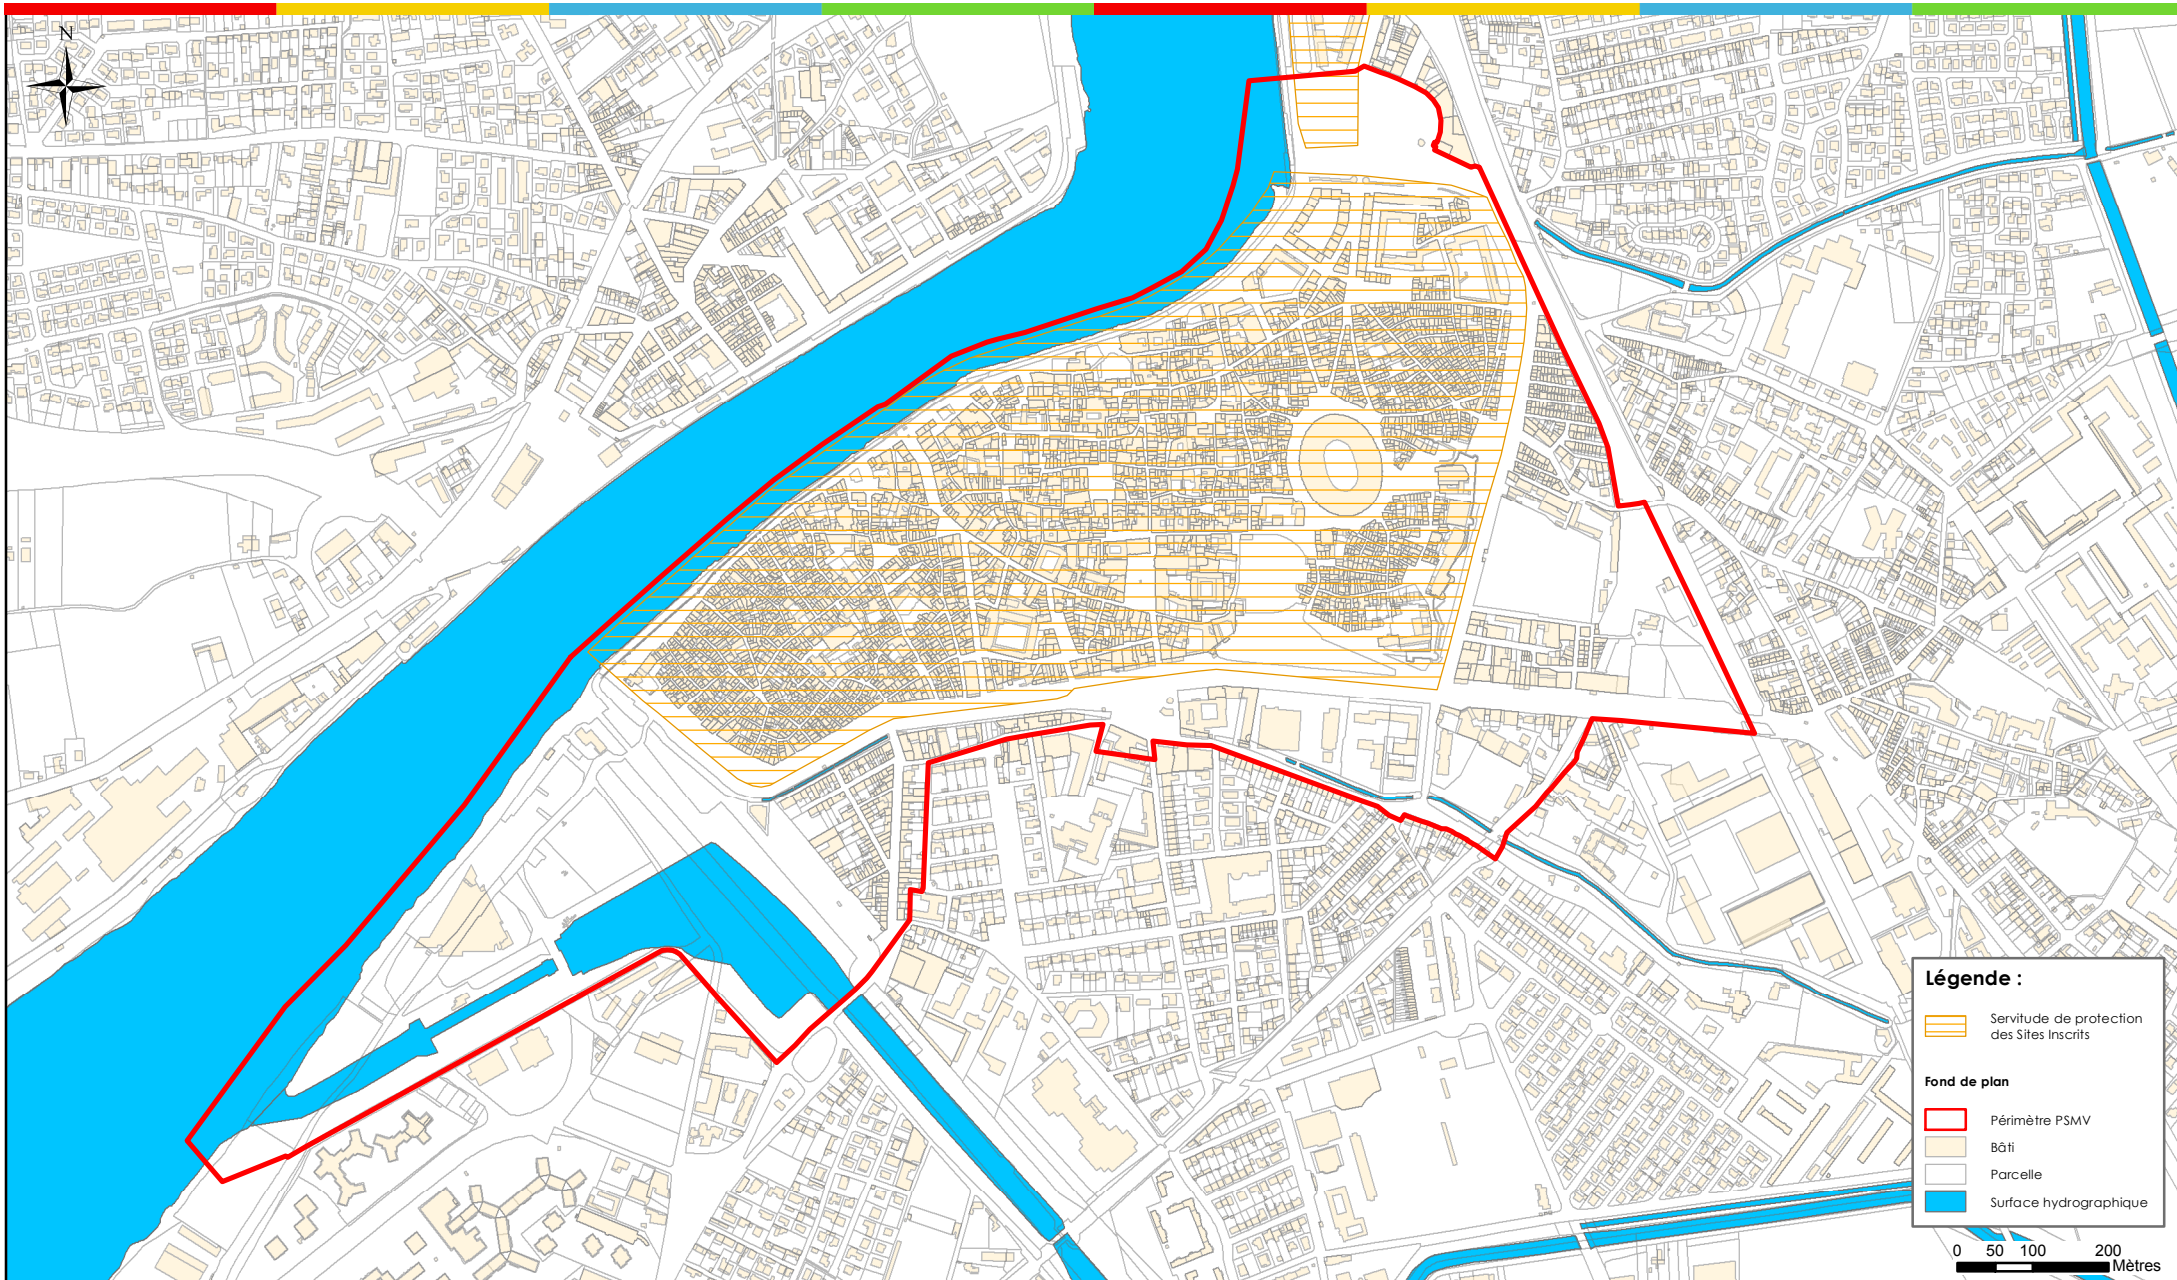 N
Légende :
Servitude de protection
des Sites Inscrits
Fond de plan
Périmètre PSMV
Bâti
Parcelle
Surface hydrographique
0 50 100 200
Mètres